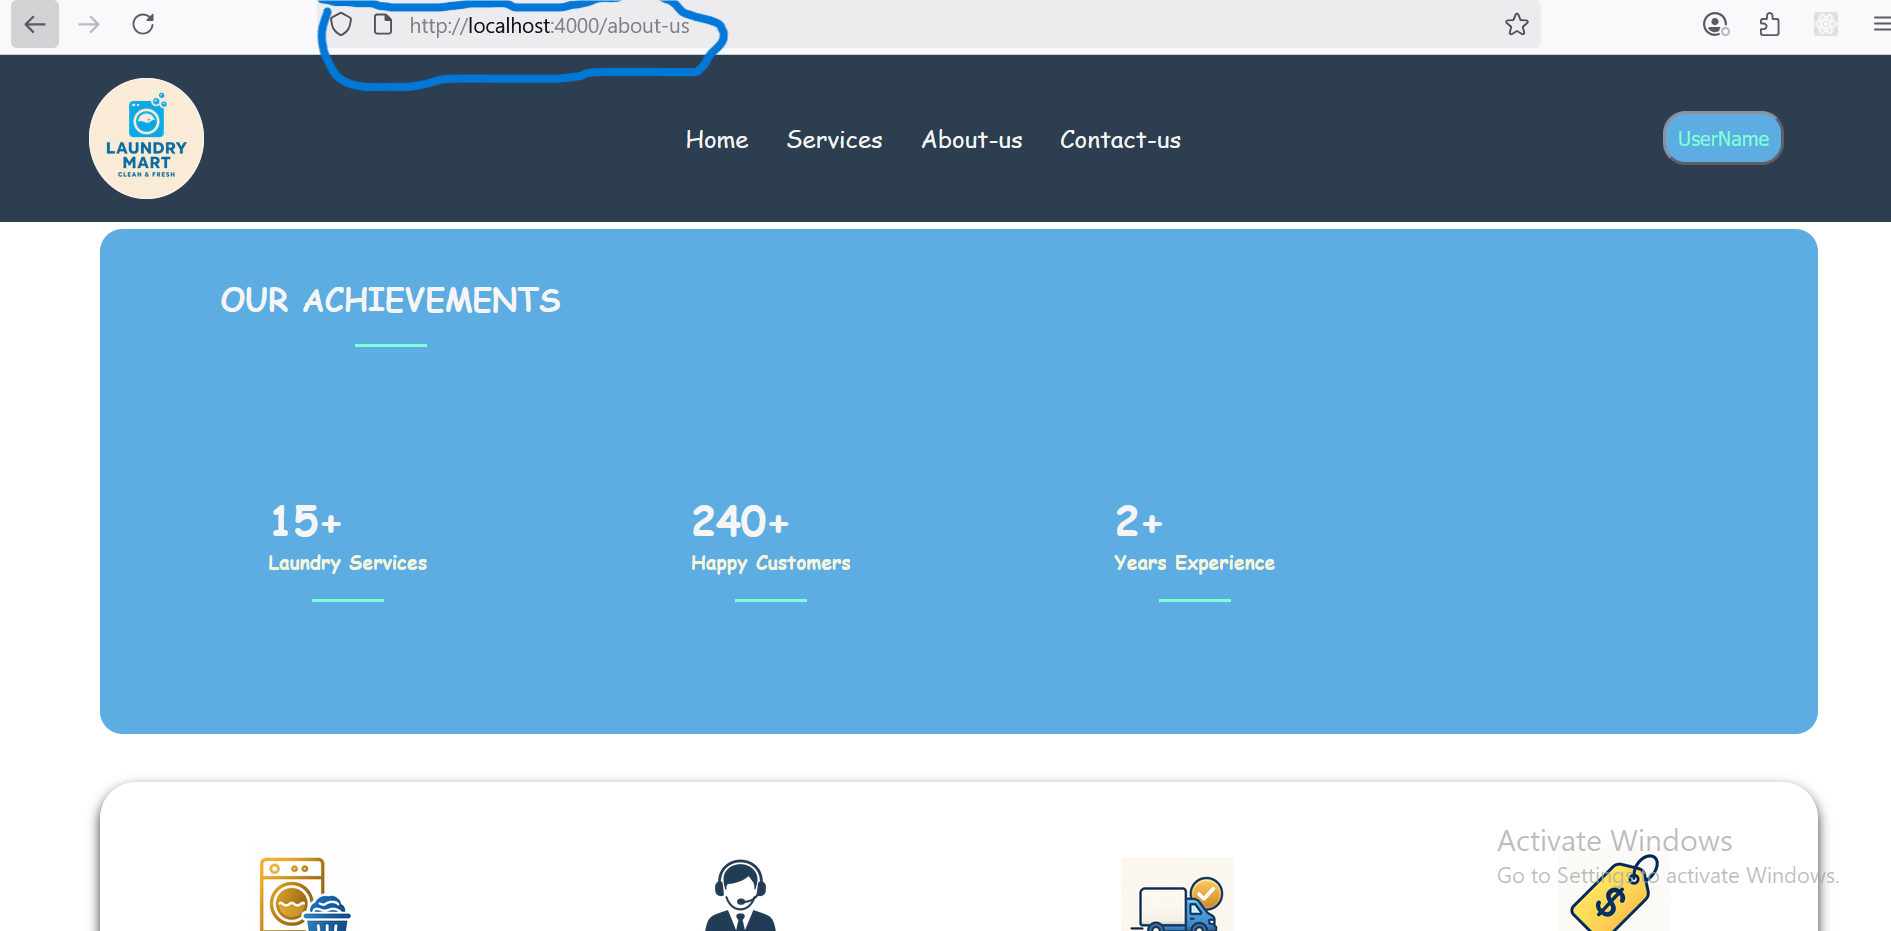 http://localhost:4000/about-us
LAUNDRY
MART
CLEAN & FRESH
Home Services About-us Contact-us
UserName
OUR ACHIEVEMENTS
15+
Laundry Services
240+
Happy Customers
2+
Years Experience
$
Activate Windows
Go to Settings to activate Windows.